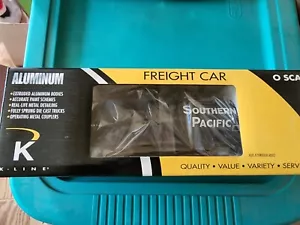 ALUMINUM
FREIGHT CAR
O SCA
• EXTRUDED ALUMINUM BODIES
• ACCURATE PAINT SCHEMES
• REAL-LIFE METAL DETAILING
• FULLY SPRUNG DIE CAST TRUCKS
• OPERATING METAL COUPLERS
SOUTHERN
PACIFIC
K
K-LINE
QUALITY • VALUE • VARIETY • SERV